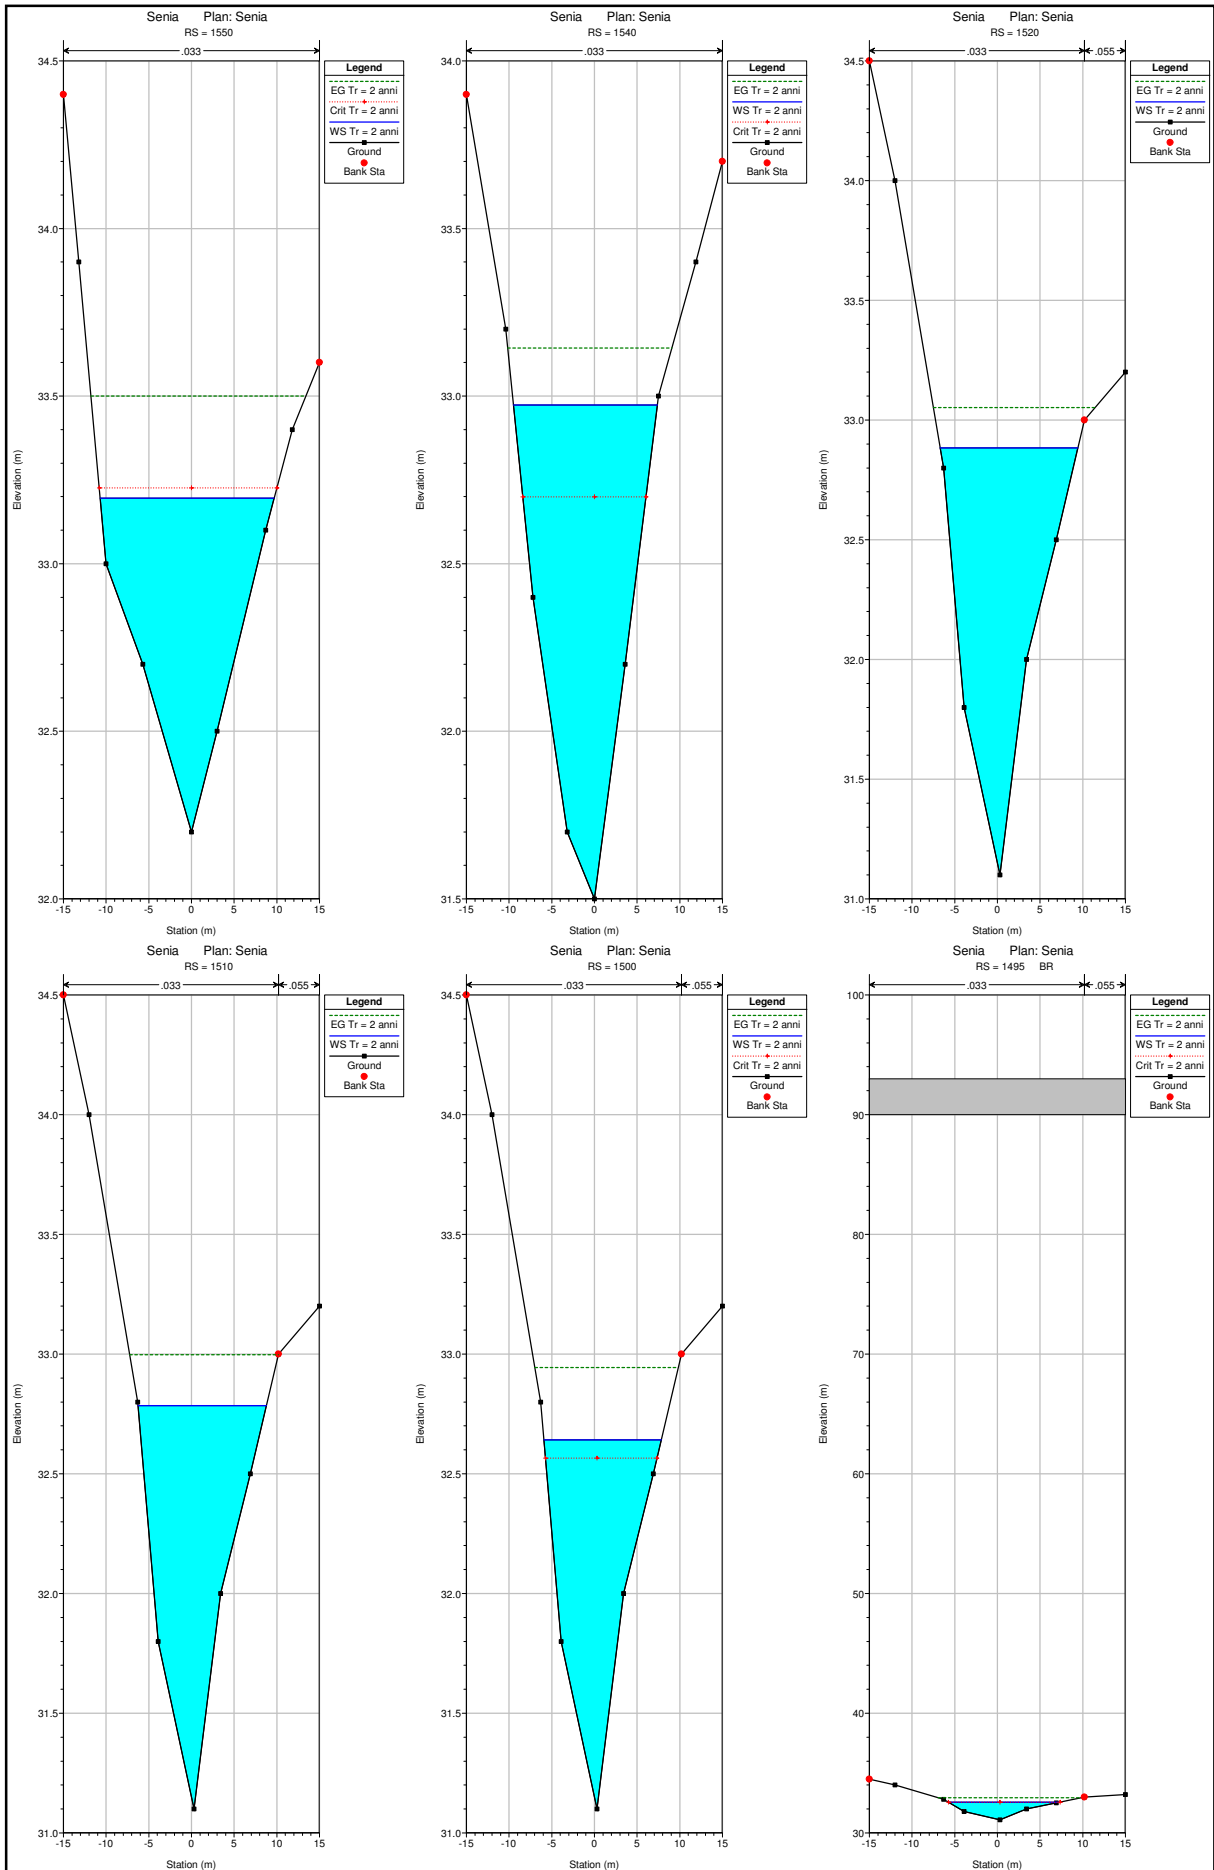 Senia Plan: Senia
RS = 1550
.033
Legend
EG Tr = 2 anni
Crit Tr = 2 anni
WS Tr = 2 anni
Ground
Bank Sta
34.5
34.0
33.5
33.0
32.5
32.0
Elevation (m)
-15 -10 -5 0 5 10 15
Station (m)
Senia Plan: Senia
RS = 1540
.033
Legend
EG Tr = 2 anni
WS Tr = 2 anni
Crit Tr = 2 anni
Ground
Bank Sta
34.0
33.5
33.0
32.5
32.0
31.5
Elevation (m)
-15 -10 -5 0 5 10 15
Station (m)
Senia Plan: Senia
RS = 1520
.033 .055
Legend
EG Tr = 2 anni
WS Tr = 2 anni
Ground
Bank Sta
34.5
34.0
33.5
33.0
32.5
32.0
31.5
31.0
Elevation (m)
-15 -10 -5 0 5 10 15
Station (m)
Senia Plan: Senia
RS = 1510
.033 .055
Legend
EG Tr = 2 anni
WS Tr = 2 anni
Ground
Bank Sta
34.5
34.0
33.5
33.0
32.5
32.0
31.5
31.0
Elevation (m)
-15 -10 -5 0 5 10 15
Station (m)
Senia Plan: Senia
RS = 1500
.033 .055
Legend
EG Tr = 2 anni
WS Tr = 2 anni
Crit Tr = 2 anni
Ground
Bank Sta
34.5
34.0
33.5
33.0
32.5
32.0
31.5
31.0
Elevation (m)
-15 -10 -5 0 5 10 15
Station (m)
Senia Plan: Senia
RS = 1495 BR
.033 .055
Legend
EG Tr = 2 anni
WS Tr = 2 anni
Crit Tr = 2 anni
Ground
Bank Sta
100
90
80
70
60
50
40
30
Elevation (m)
-15 -10 -5 0 5 10 15
Station (m)